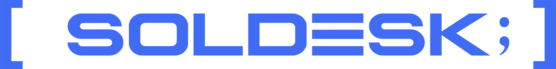 [ SOLDESK; ]